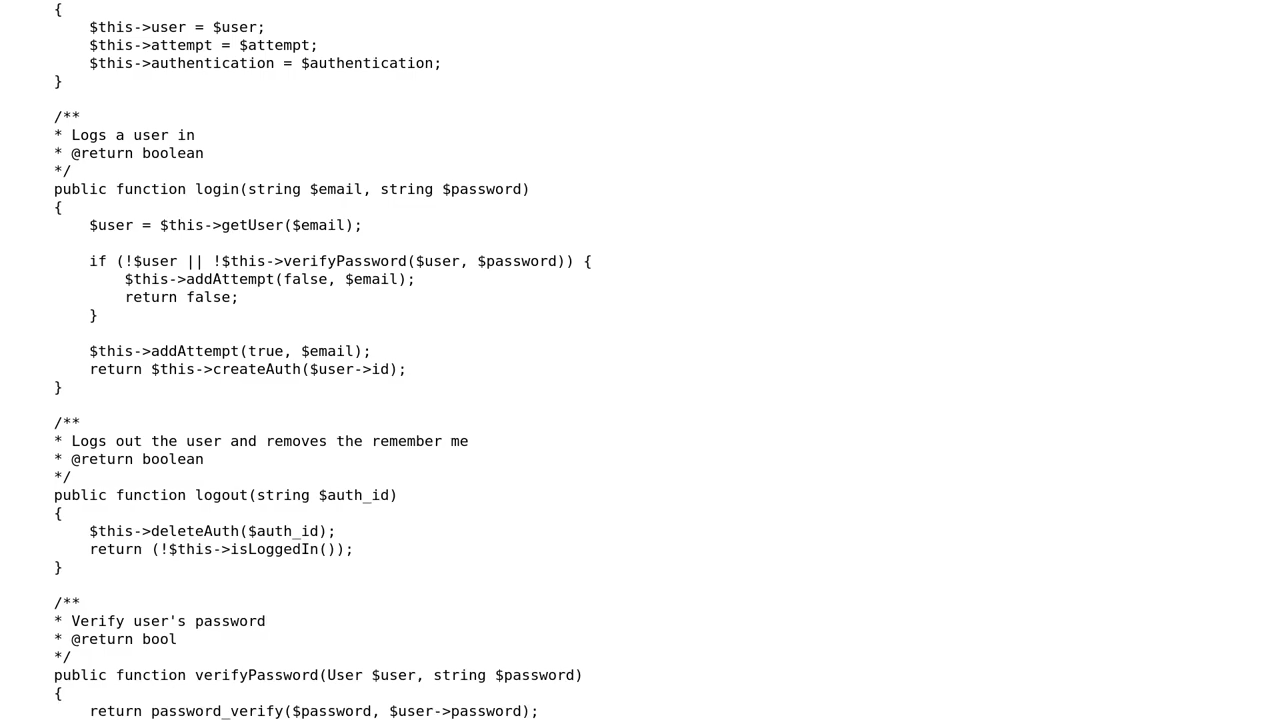 {
    $this->user = $user;
    $this->attempt = $attempt;
    $this->authentication = $authentication;
}

/**
* Logs a user in
* @return boolean
*/
public function login(string $email, string $password)
{
    $user = $this->getUser($email);

    if (!$user || !$this->verifyPassword($user, $password)) {
        $this->addAttempt(false, $email);
        return false;
    }

    $this->addAttempt(true, $email);
    return $this->createAuth($user->id);
}

/**
* Logs out the user and removes the remember me
* @return boolean
*/
public function logout(string $auth_id)
{
    $this->deleteAuth($auth_id);
    return (!$this->isLoggedIn());
}

/**
* Verify user's password
* @return bool
*/
public function verifyPassword(User $user, string $password)
{
    return password_verify($password, $user->password);